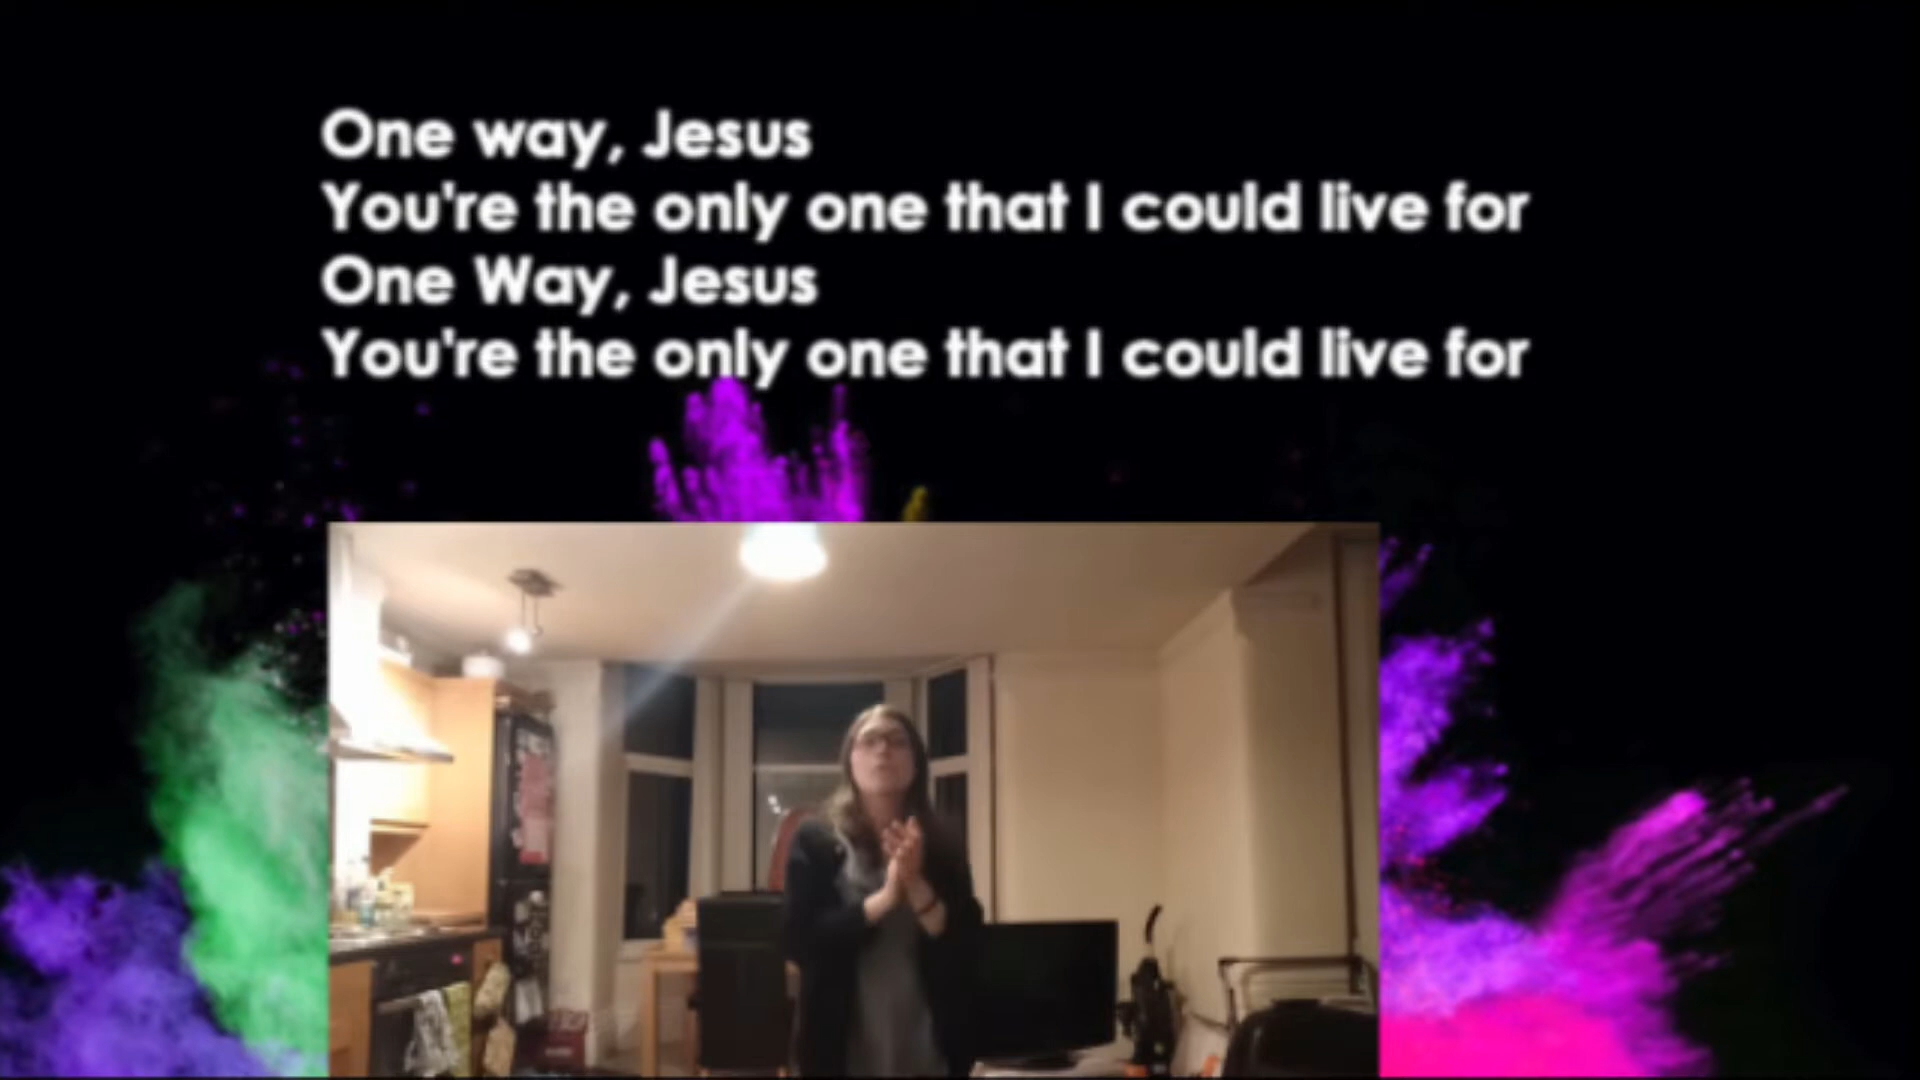 One way, Jesus
You're the only one that I could live for
One Way, Jesus
You're the only one that I could live for